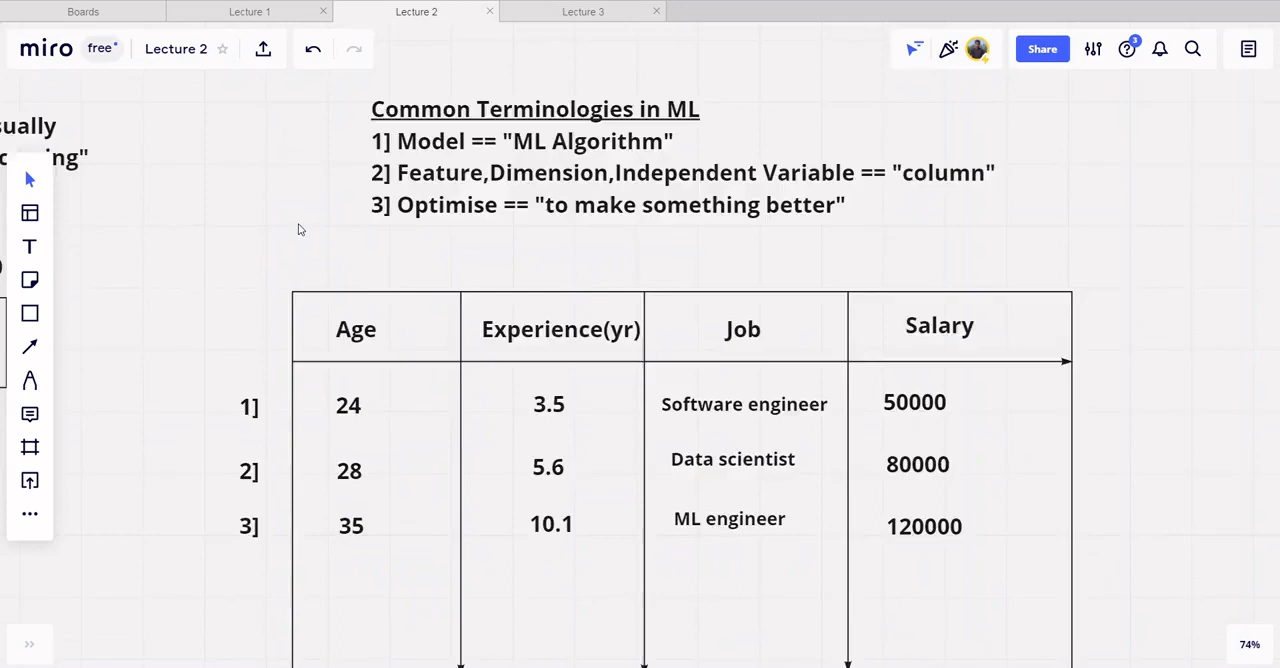 Boards
Lecture 1
Lecture 2
Lecture 3
miro
free
Lecture 2
Share
3
sually
ing"
Common Terminologies in ML
1] Model == "ML Algorithm"
2] Feature,Dimension,Independent Variable == "column"
3] Optimise == "to make something better"
Age Experience(yr) Job Salary
1] 24 3.5 Software engineer 50000
2] 28 5.6 Data scientist 80000
3] 35 10.1 ML engineer 120000
74%